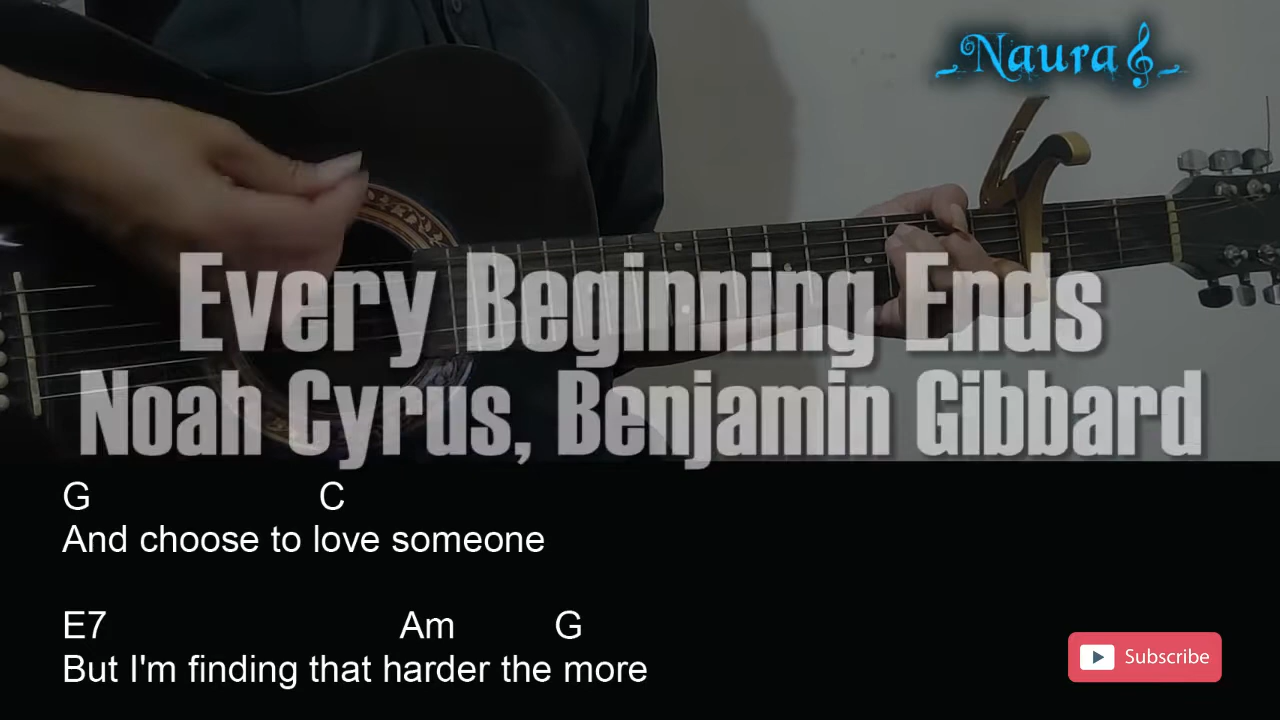 Naura
Every Beginning Ends
Noah Cyrus, Benjamin Gibbard
G C
And choose to love someone
E7 Am G
But I'm finding that harder the more
Subscribe